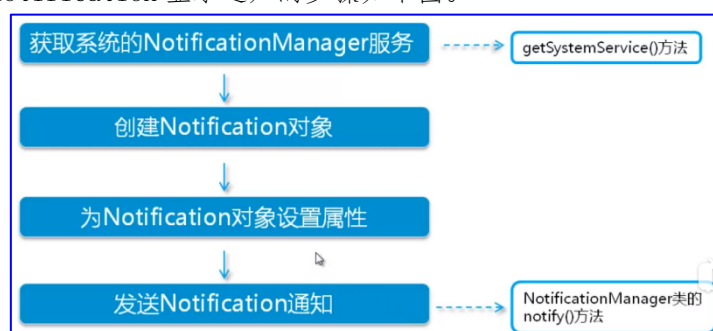 获取系统的NotificationManager服务
getSystemService()方法
创建Notification对象
为Notification对象设置属性
发送Notification通知
NotificationManager类的
notify()方法